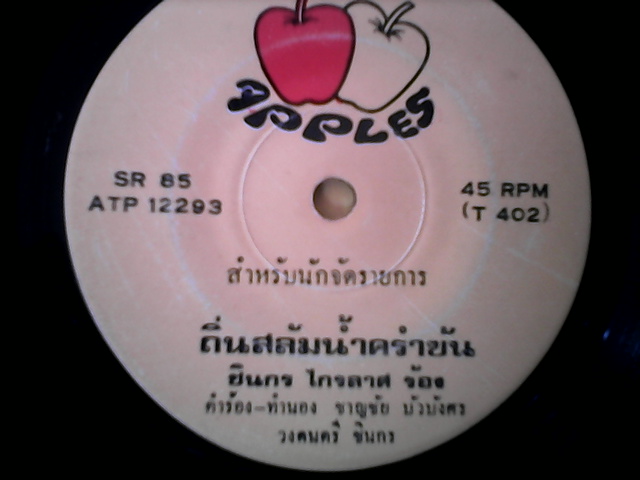 APPLES
SR 85
ATP 12293
45 RPM
(T 402)
สำหรับนักจัดรายการ
ถิ่นสลัมน้ำครำขัน
ชินกร ไกรลาศ ร้อง
คำร้อง-ทำนอง ชาญชัย บัวบังศร
วงดนตรี ชินกร